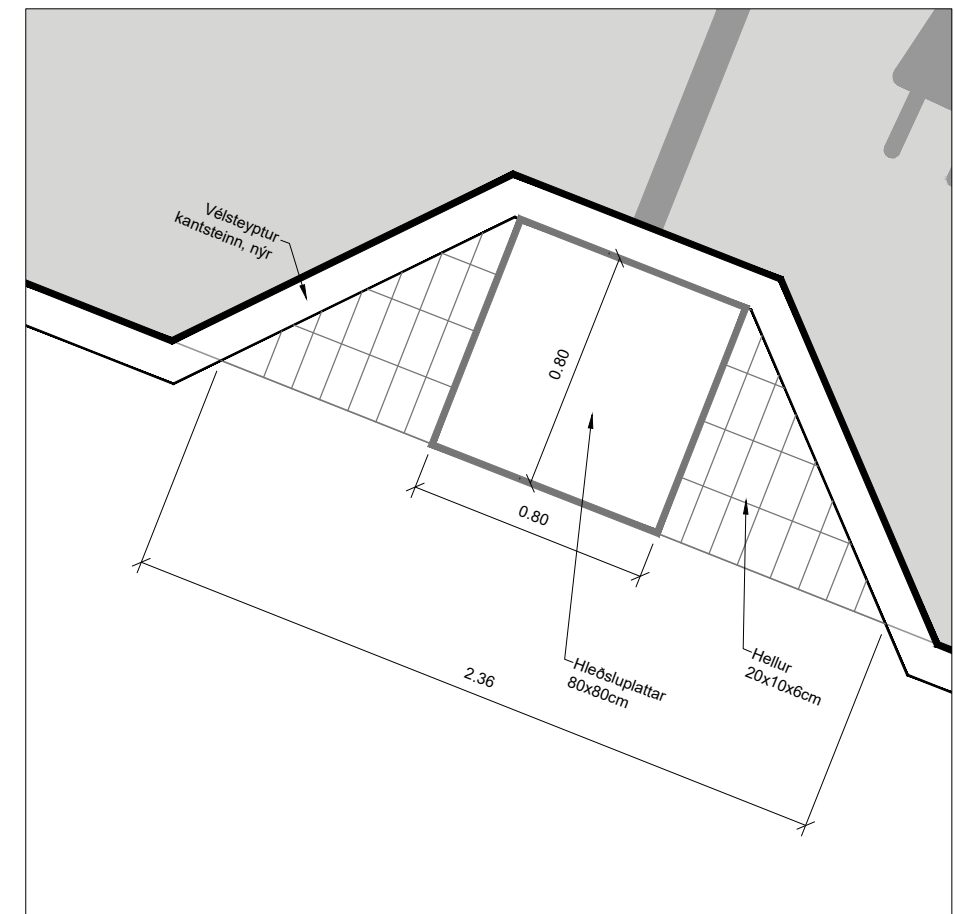 Vélsteyptur
kantsteinn, nýr
0.80
0.80
2.36
Hleðsluplattar
80x80cm
Hellur
20x10x6cm